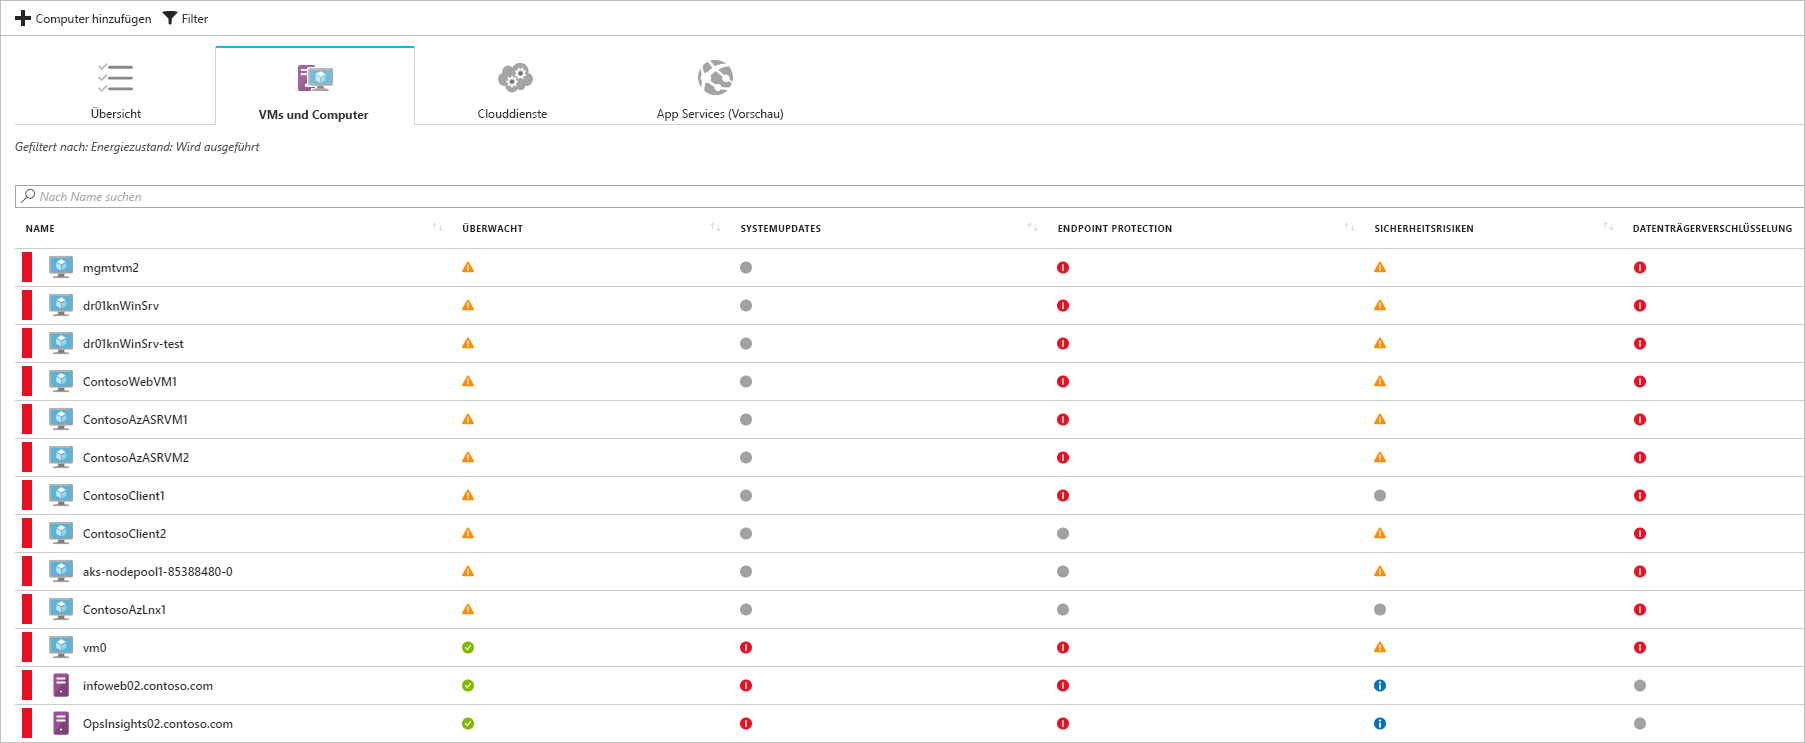 Computer hinzufügen Filter
Übersicht VMs und Computer Clouddienste App Services (Vorschau)
Gefiltert nach: Energiezustand: Wird ausgeführt
Nach Name suchen
NAME ÜBERWACHT SYSTEMUPDATES ENDPOINT PROTECTION SICHERHEITSRISIKEN DATENTRÄGERVERSCHLÜSSELUNG
mgmtvm2
dr01knWinSrv
dr01knWinSrv-test
ContosoWebVM1
ContosoAzASRVM1
ContosoAzASRVM2
ContosoClient1
ContosoClient2
aks-nodepool1-85388480-0
ContosoAzLnx1
vm0
infoweb02.contoso.com
OpsInsights02.contoso.com